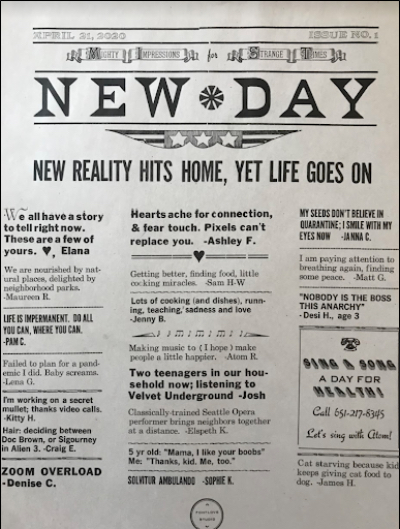 APRIL 21, 2020
ISSUE NO. 1
MIGHTY IMPRESSIONS for STRANGE TIMES
NEW DAY
NEW REALITY HITS HOME, YET LIFE GOES ON
We all have a story
to tell right now.
These are a few of
yours. ♥, Elana
We are nourished by nat-
ural places, delighted by
neighborhood parks.
-Maureen R.
LIFE IS IMPERMANENT. DO ALL
YOU CAN, WHERE YOU CAN.
-PAM C.
Failed to plan for a pand-
emic I did. Baby screams.
-Lena G.
I'm working on a secret
mullet; thanks video calls.
-Kitty H.
Hair: deciding between
Doc Brown, or Sigourney
in Alien 3. -Craig E.
ZOOM OVERLOAD
-Denise C.
Hearts ache for connection,
& fear touch. Pixels can't
replace you. -Ashley F.
Getting better, finding food, little
cooking miracles. -Sam H-W
Lots of cooking (and dishes), runn-
ing, teaching, sadness and love
-Jenny B.
Making music to ( I hope ) make
people a little happier. -Atom R.
Two teenagers in our hou-
sehold now; listening to
Velvet Underground -Josh
Classically-trained Seattle Opera
performer brings neighbors together
at a distance. -Elspeth K.
5 yr old: "Mama, I like your boobs"
Me: "Thanks, kid. Me, too."
SOLVITUR AMBULANDO -SOPHIE K.
MY SEEDS DON'T BELIEVE IN
QUARANTINE; I SMILE WITH MY
EYES NOW -JANNA C.
I am paying attention to
breathing again, finding
some peace. -Matt G.
"NOBODY IS THE BOSS
THIS ANARCHY"
-Desi H., age 3
SING A SONG
A DAY FOR
HEALTH!
Call 651-217-8345
Let's sing with Atom!
Cat starving because kid
keeps giving cat food to
dog. -James H.